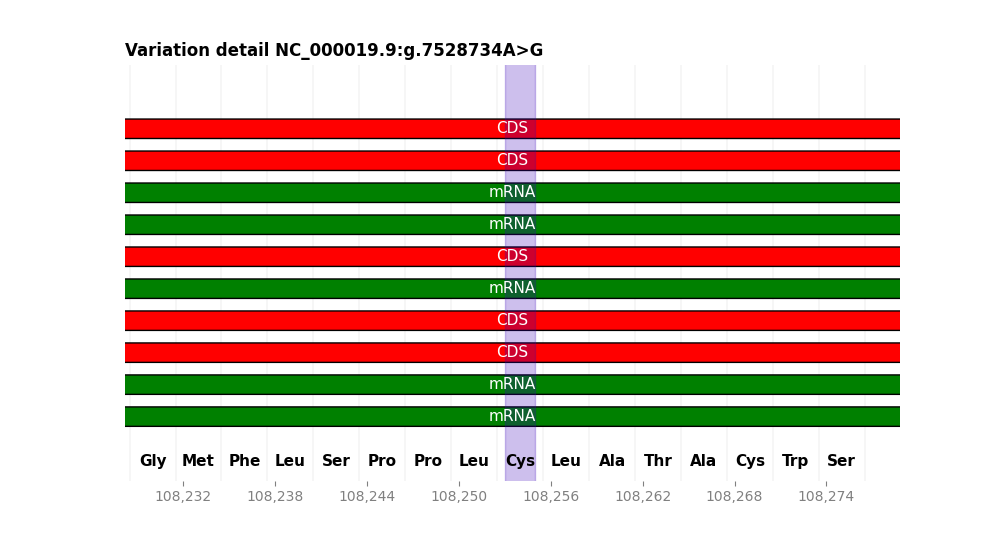 Variation detail NC_000019.9:g.7528734A>G
CDS
CDS
mRNA
mRNA
CDS
mRNA
CDS
CDS
mRNA
mRNA
Gly Met Phe Leu Ser Pro Pro Leu Cys Leu Ala Thr Ala Cys Trp Ser
108,232 108,238 108,244 108,250 108,256 108,262 108,268 108,274